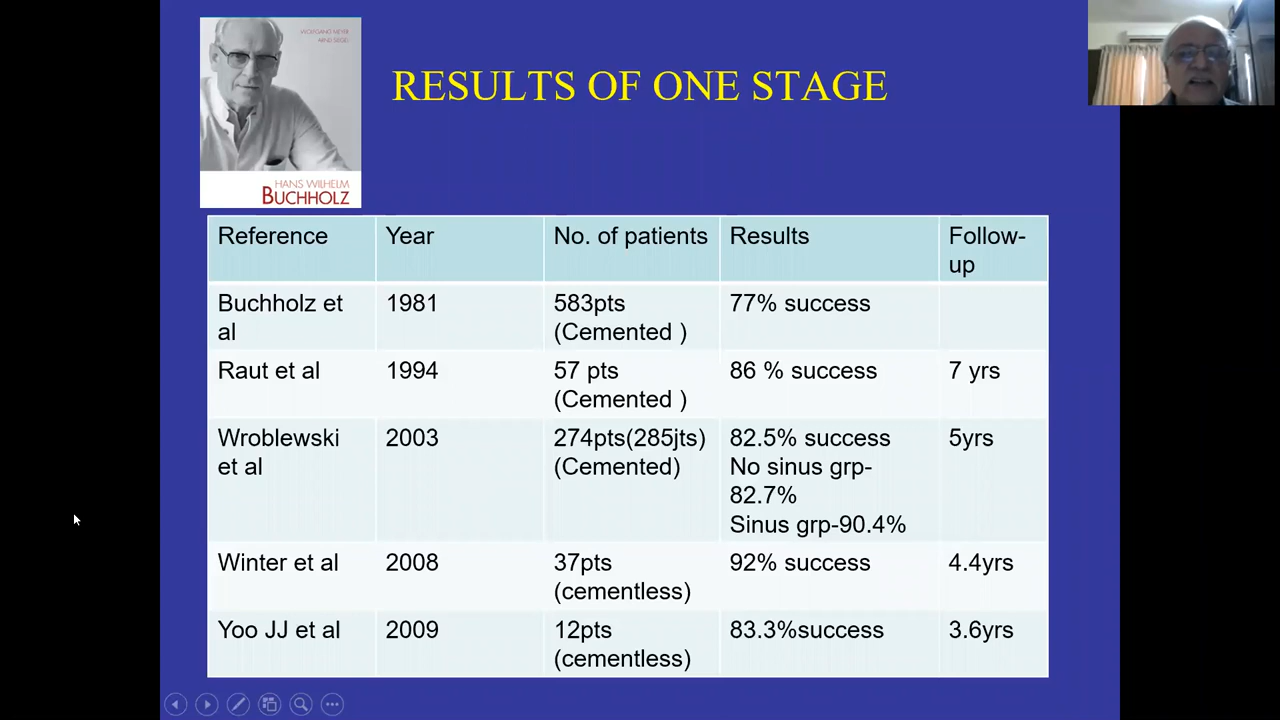 WOLFGANG MEYER
ARND SIEGEL
HANS WILHELM
BUCHHOLZ
RESULTS OF ONE STAGE
Reference Year No. of patients Results Follow-
up
Buchholz et 1981 583pts 77% success
al (Cemented )
Raut et al 1994 57 pts 86 % success 7 yrs
(Cemented )
Wroblewski 2003 274pts(285jts) 82.5% success 5yrs
et al (Cemented) No sinus grp-
82.7%
Sinus grp-90.4%
Winter et al 2008 37pts 92% success 4.4yrs
(cementless)
Yoo JJ et al 2009 12pts 83.3%success 3.6yrs
(cementless)